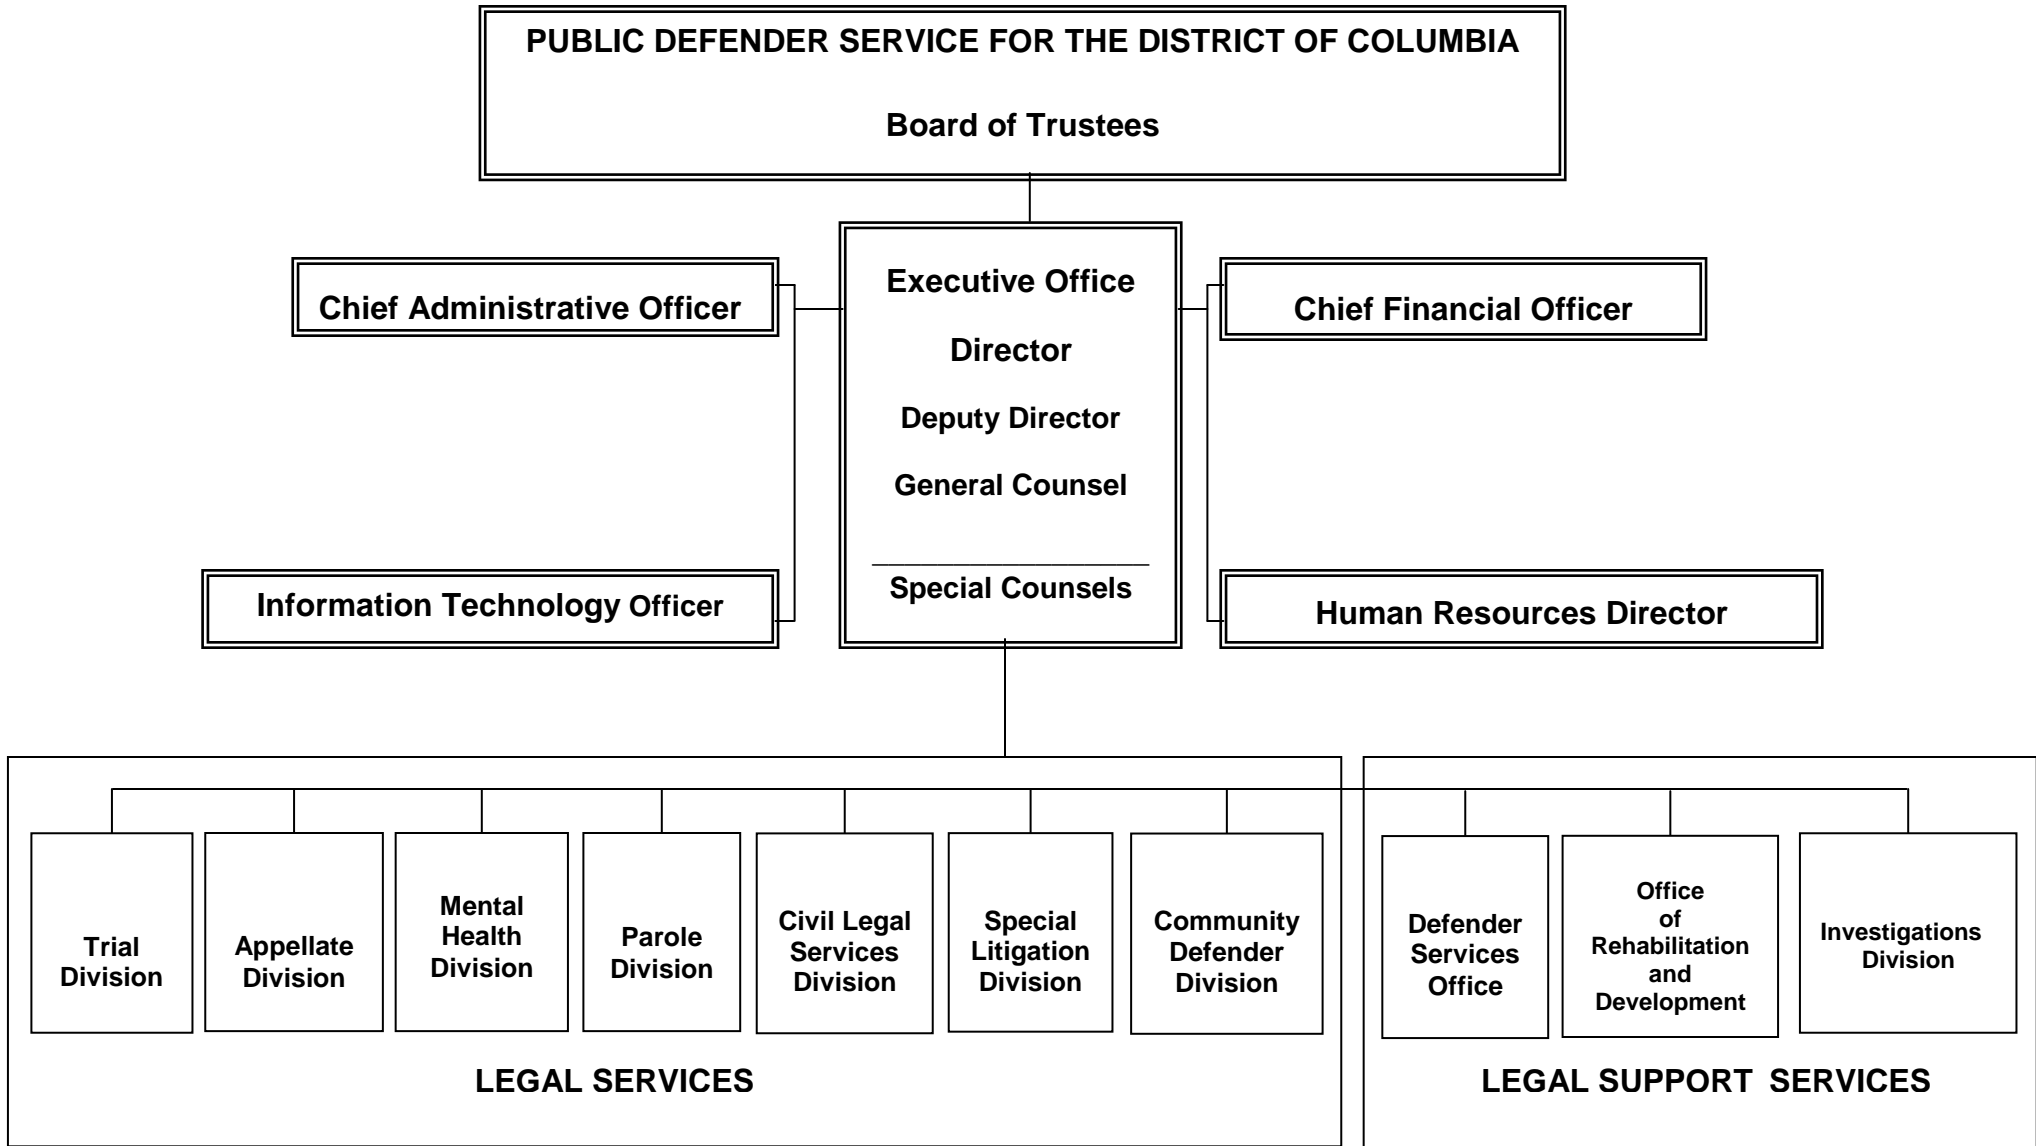 PUBLIC DEFENDER SERVICE FOR THE DISTRICT OF COLUMBIA
Board of Trustees
Executive Office
Director
Deputy Director
General Counsel
Special Counsels
Chief Administrative Officer
Chief Financial Officer
Information Technology Officer
Human Resources Director
Trial
Division
Appellate
Division
Mental
Health
Division
Parole
Division
Civil Legal
Services
Division
Special
Litigation
Division
Community
Defender
Division
Defender
Services
Office
Office
of
Rehabilitation
and
Development
Investigations
Division
LEGAL SERVICES
LEGAL SUPPORT  SERVICES